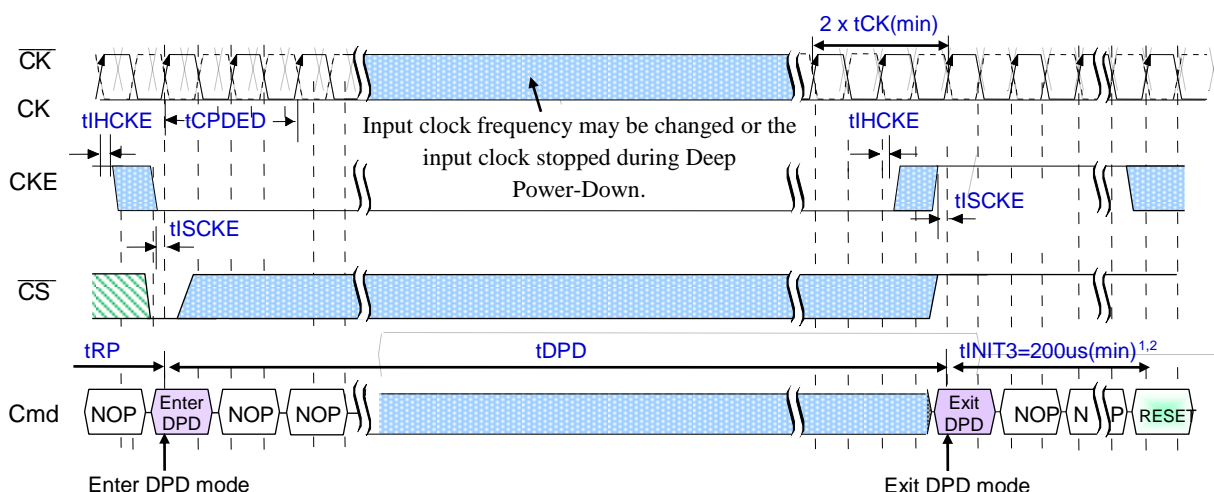 2 x tCK(min)
CK
CK
tIHCKE
tCPDED
Input clock frequency may be changed or the
input clock stopped during Deep
Power-Down.
tIHCKE
CKE
tISCKE
tISCKE
CS
tRP
tDPD
tINIT3=200us(min)1,2
Cmd
NOP
Enter
DPD
NOP
NOP
Exit
DPD
NOP
N
P
RESET
Enter DPD mode
Exit DPD mode